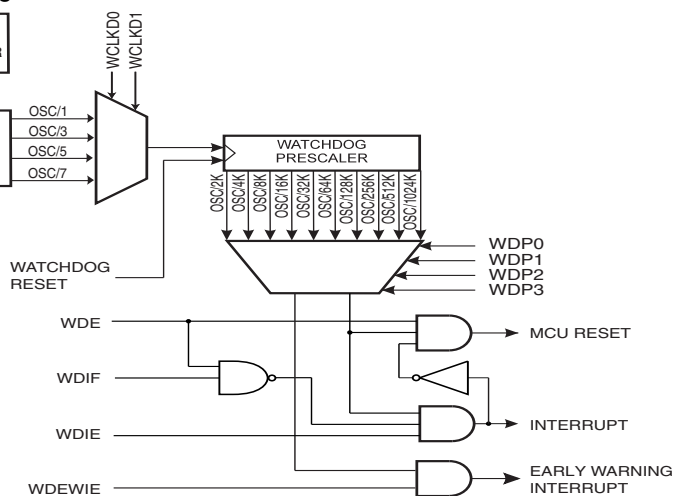 WCLKD0
WCLKD1
OSC/1
OSC/3
OSC/5
OSC/7
WATCHDOG
PRESCALER
OSC/2K
OSC/4K
OSC/8K
OSC/16K
OSC/32K
OSC/64K
OSC/128K
OSC/256K
OSC/512K
OSC/1024K
WDP0
WDP1
WDP2
WDP3
WATCHDOG
RESET
WDE
MCU RESET
WDIF
WDIE
INTERRUPT
WDEWIE
EARLY WARNING
INTERRUPT